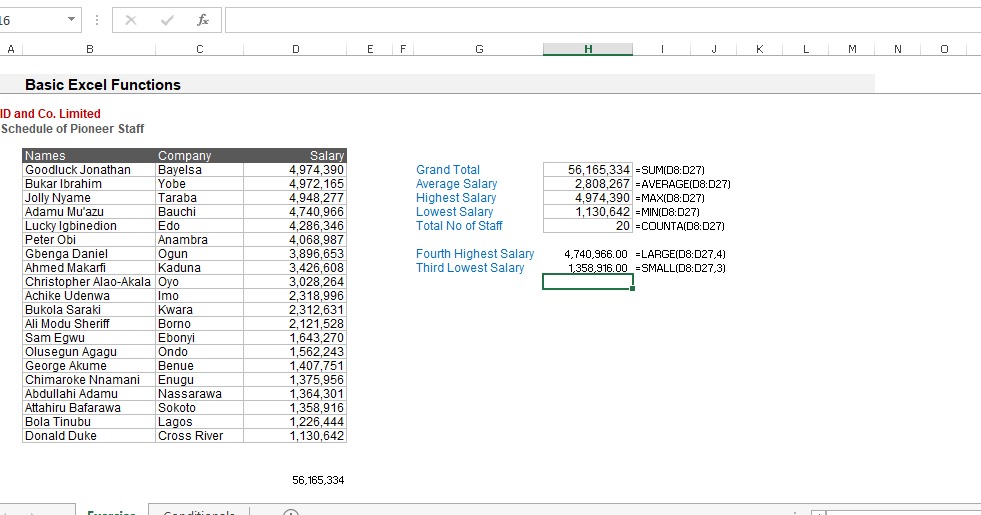 16
fx
A B C D E F G H I J K L M N O
Basic Excel Functions
ID and Co. Limited
Schedule of Pioneer Staff
Names Company Salary
Goodluck Jonathan Bayelsa 4,974,390 Grand Total 56,165,334 =SUM(D8:D27)
Bukar Ibrahim Yobe 4,972,165 Average Salary 2,808,267 =AVERAGE(D8:D27)
Jolly Nyame Taraba 4,948,277 Highest Salary 4,974,390 =MAX(D8:D27)
Adamu Mu'azu Bauchi 4,740,966 Lowest Salary 1,130,642 =MIN(D8:D27)
Lucky Igbinedion Edo 4,286,346 Total No of Staff 20 =COUNTA(D8:D27)
Peter Obi Anambra 4,068,987
Gbenga Daniel Ogun 3,896,653 Fourth Highest Salary 4,740,966.00 =LARGE(D8:D27,4)
Ahmed Makarfi Kaduna 3,426,608 Third Lowest Salary 1,358,916.00 =SMALL(D8:D27,3)
Christopher Alao-Akala Oyo 3,028,264
Achike Udenwa Imo 2,318,996
Bukola Saraki Kwara 2,312,631
Ali Modu Sheriff Borno 2,121,528
Sam Egwu Ebonyi 1,643,270
Olusegun Agagu Ondo 1,562,243
George Akume Benue 1,407,751
Chimaroke Nnamani Enugu 1,375,956
Abdullahi Adamu Nassarawa 1,364,301
Attahiru Bafarawa Sokoto 1,358,916
Bola Tinubu Lagos 1,226,444
Donald Duke Cross River 1,130,642
56,165,334